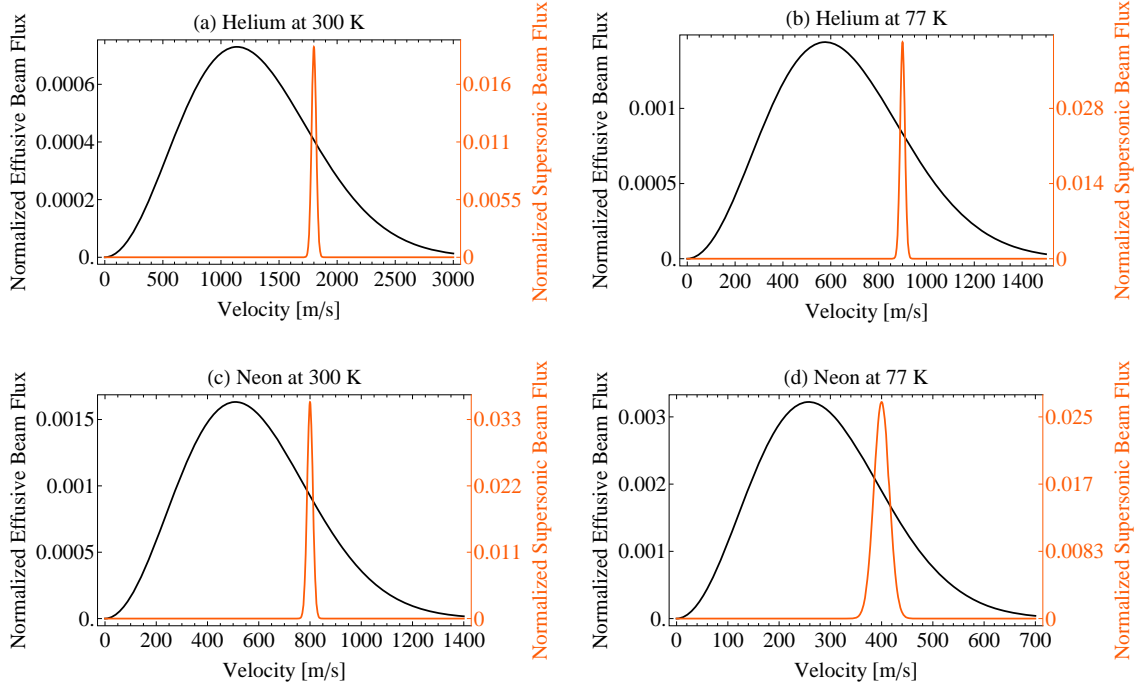 (a) Helium at 300 K
Normalized Effusive Beam Flux
0.0006
0.0004
0.0002
0.
0.016
0.011
0.0055
0
Normalized Supersonic Beam Flux
0 500 1000 1500 2000 2500 3000
Velocity [m/s]
(b) Helium at 77 K
Normalized Effusive Beam Flux
0.001
0.0005
0.
0.028
0.014
0
Normalized Supersonic Beam Flux
0 200 400 600 800 1000 1200 1400
Velocity [m/s]
(c) Neon at 300 K
Normalized Effusive Beam Flux
0.0015
0.001
0.0005
0.
0.033
0.022
0.011
0
Normalized Supersonic Beam Flux
0 200 400 600 800 1000 1200 1400
Velocity [m/s]
(d) Neon at 77 K
Normalized Effusive Beam Flux
0.003
0.002
0.001
0.
0.025
0.017
0.0083
0
Normalized Supersonic Beam Flux
0 100 200 300 400 500 600 700
Velocity [m/s]